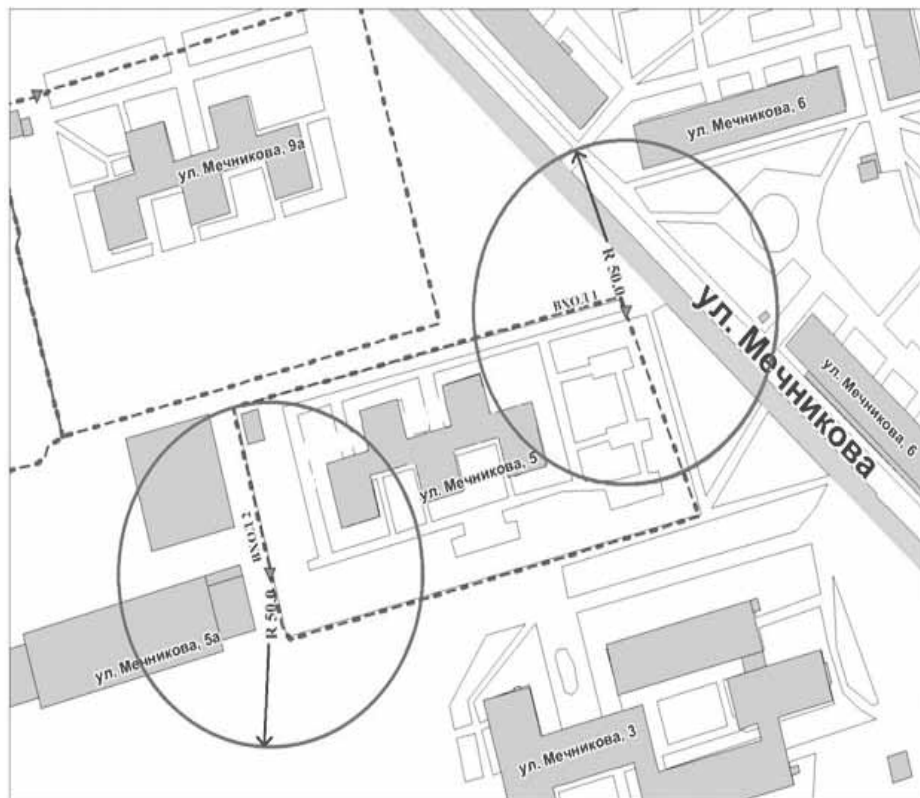 ул. Мечникова, 6
ул. Мечникова, 9а
R 50.0
ВХОД 1
ул. Мечникова
ул. Мечникова, 6
ул. Мечникова, 5
ВХОД 2
R 50.0
ул. Мечникова, 5а
ул. Мечникова, 3